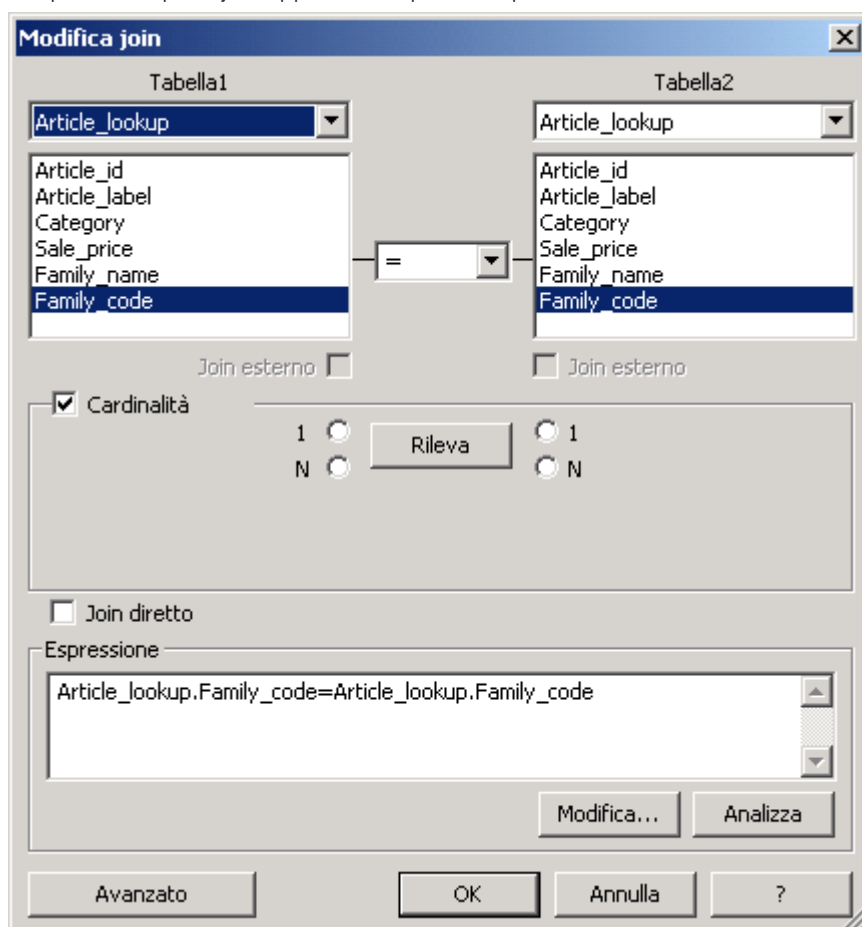 Modifica join
Tabella1 Tabella2
Article_lookup Article_lookup
Article_id Article_id
Article_label Article_label
Category Category
Sale_price Sale_price
=
Family_name Family_name
Family_code Family_code
Join esterno Join esterno
Cardinalità
1 Rileva 1
N N
Join diretto
Espressione
Article_lookup.Family_code=Article_lookup.Family_code
Modifica... Analizza
Avanzato OK Annulla ?